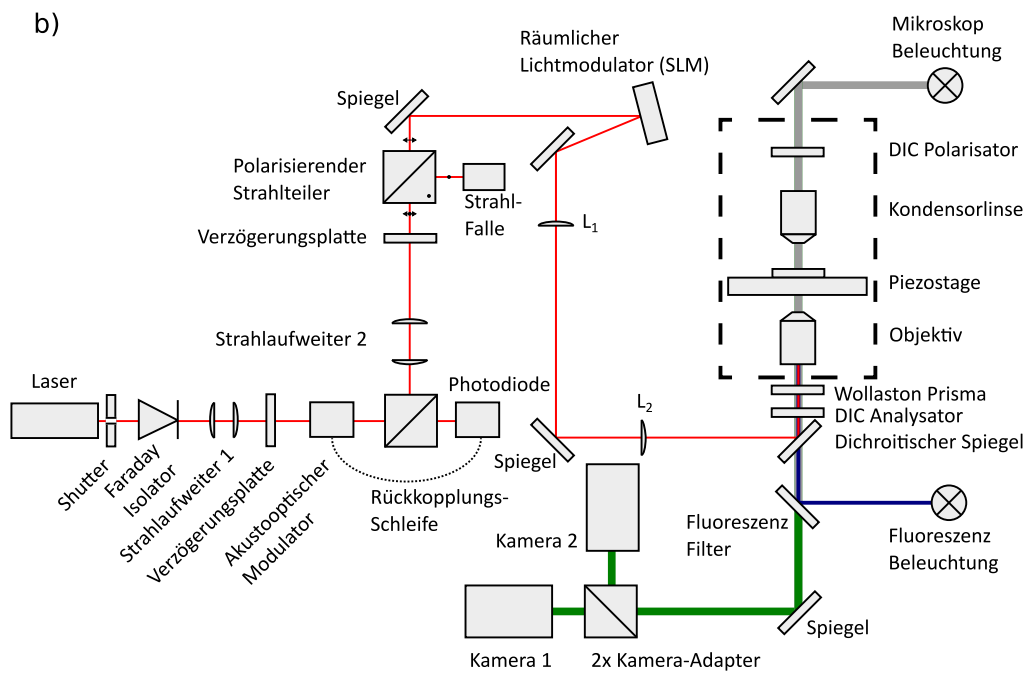 b)
Mikroskop
Beleuchtung
Räumlicher
Lichtmodulator (SLM)
Spiegel
DIC Polarisator
Polarisierender
Strahlteiler
Strahl-
Falle
Kondensorlinse
L1
Verzögerungsplatte
Piezostage
Strahlaufweiter 2
Objektiv
Laser
Photodiode
Wollaston Prisma
L2
DIC Analysator
Dichroitischer Spiegel
Spiegel
Shutter
Faraday
Isolator
Strahlaufweiter 1
Verzögerungsplatte
Akustooptischer
Modulator
Rückkopplungs-
Schleife
Kamera 2
Fluoreszenz
Filter
Fluoreszenz
Beleuchtung
Spiegel
Kamera 1
2x Kamera-Adapter